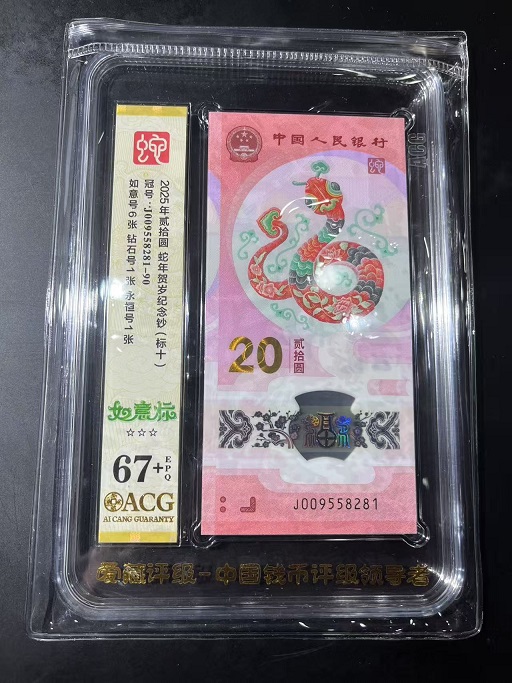 蛇
2025年贰拾圆 蛇年贺岁纪念钞（标十）
冠号：J009558281-90
如意号6张 钻石号1张 永恒号1张
如意标
☆☆☆
67+
EPQ
ACG
AI CANG GUARANTY
中国人民银行
蛇
20
贰拾圆
J009558281
爱藏评级-中国钱币评级领导者